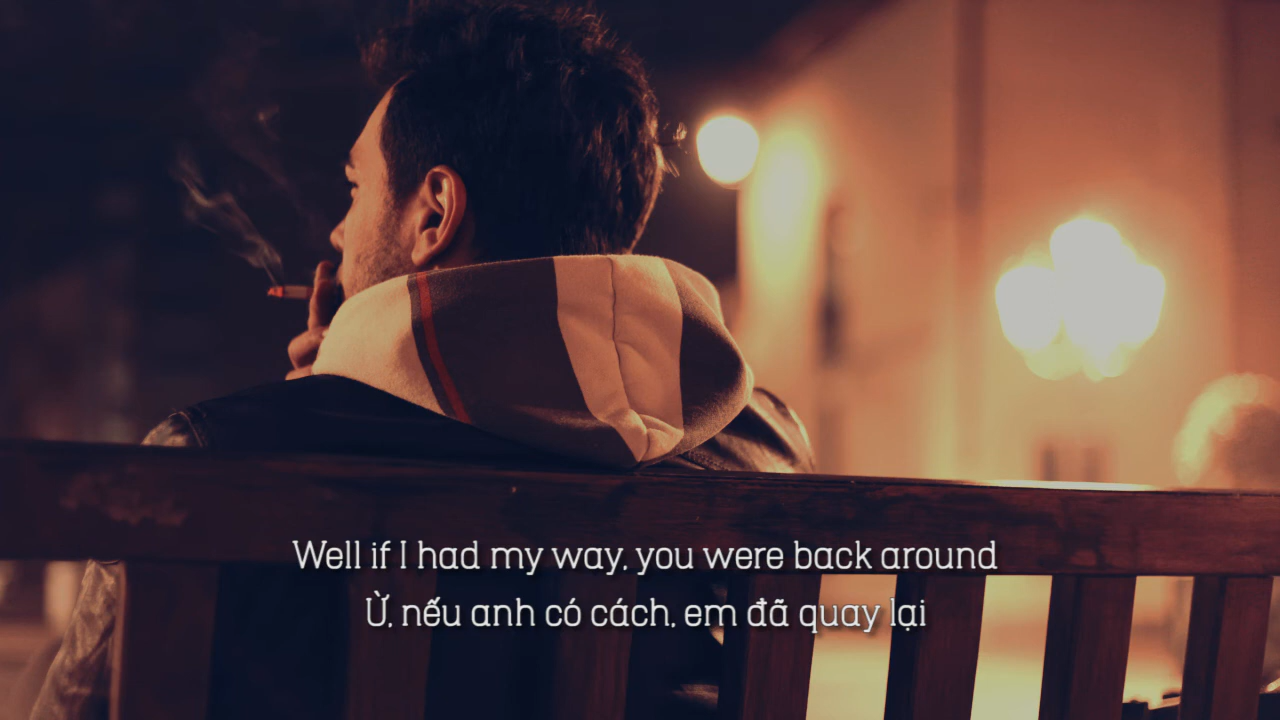 Well if I had my way, you were back around
Ừ, nếu anh có cách, em đã quay lại